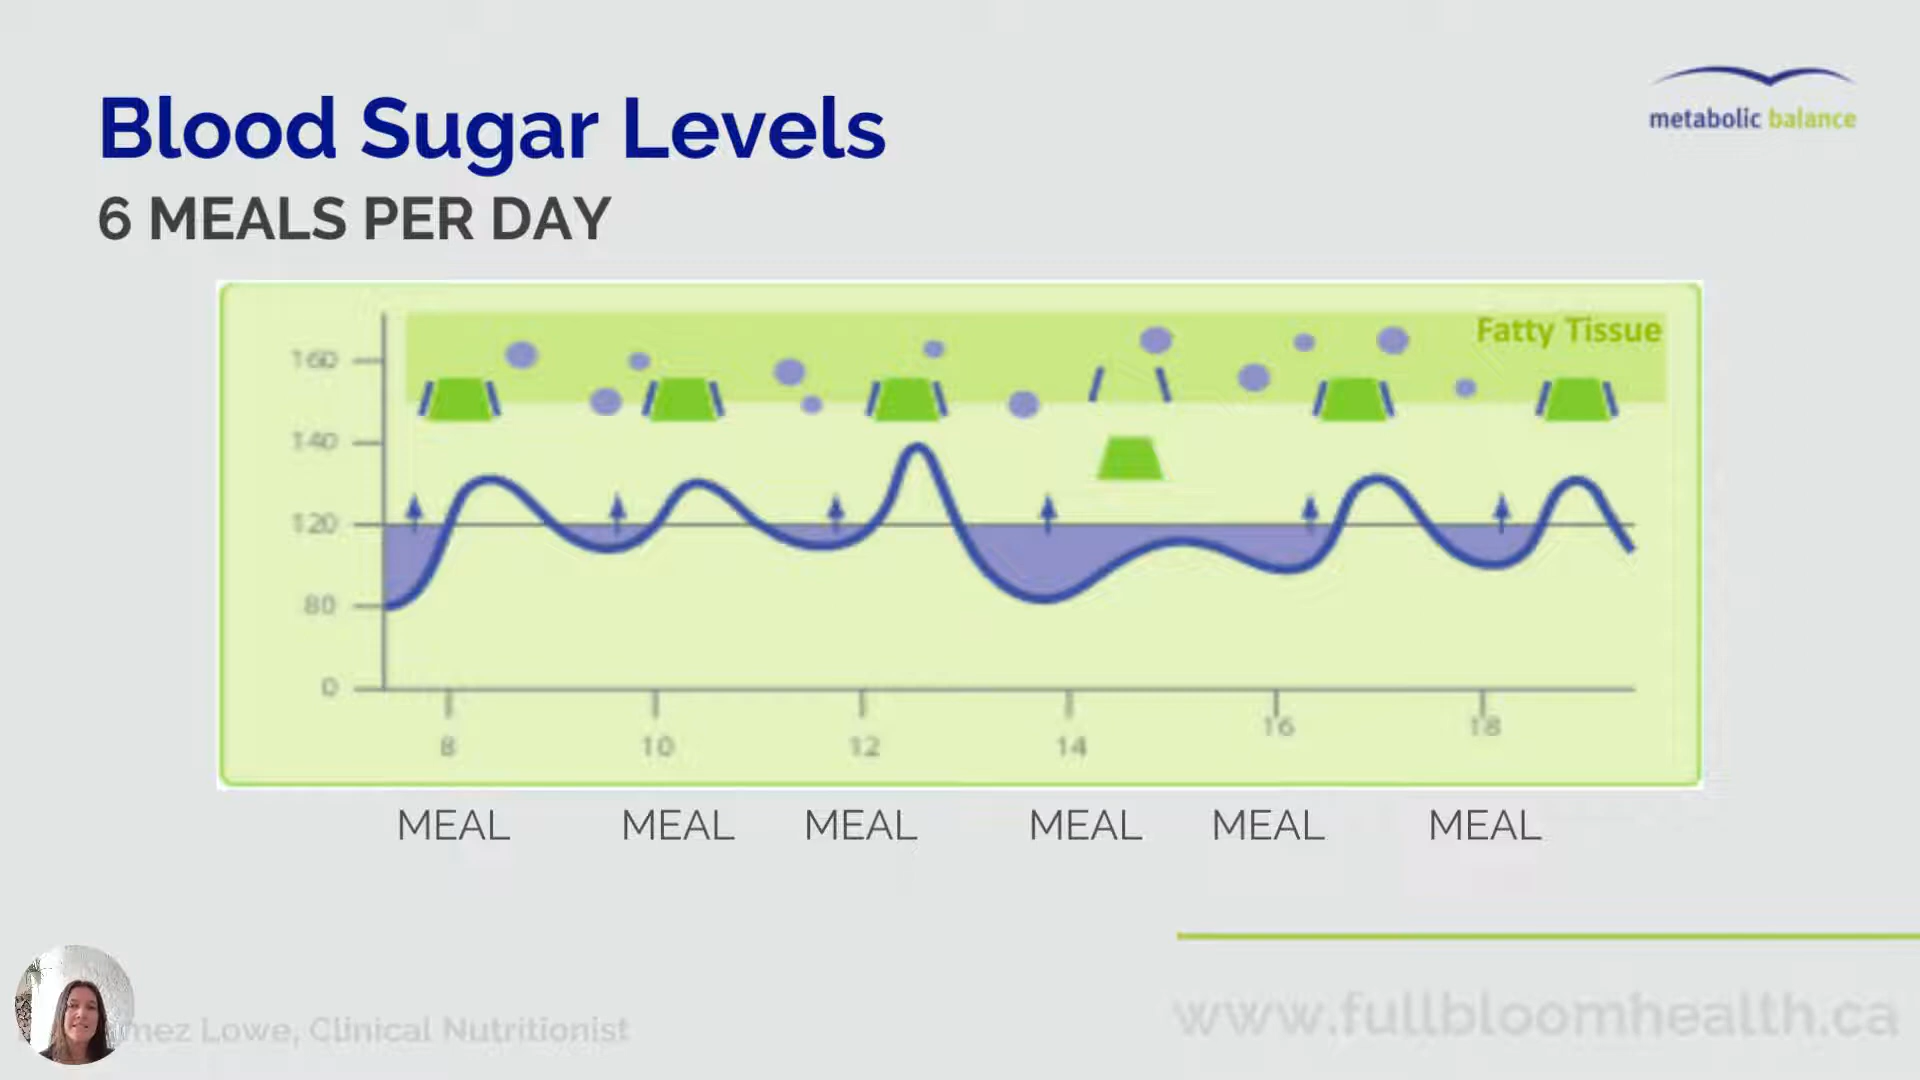 Blood Sugar Levels
6 MEALS PER DAY
metabolic balance
Fatty Tissue
160
140
120
80
0
8
10
12
14
16
18
MEAL MEAL MEAL MEAL MEAL MEAL
Lowe, Clinical Nutritionist
www.fullbloomhealth.ca